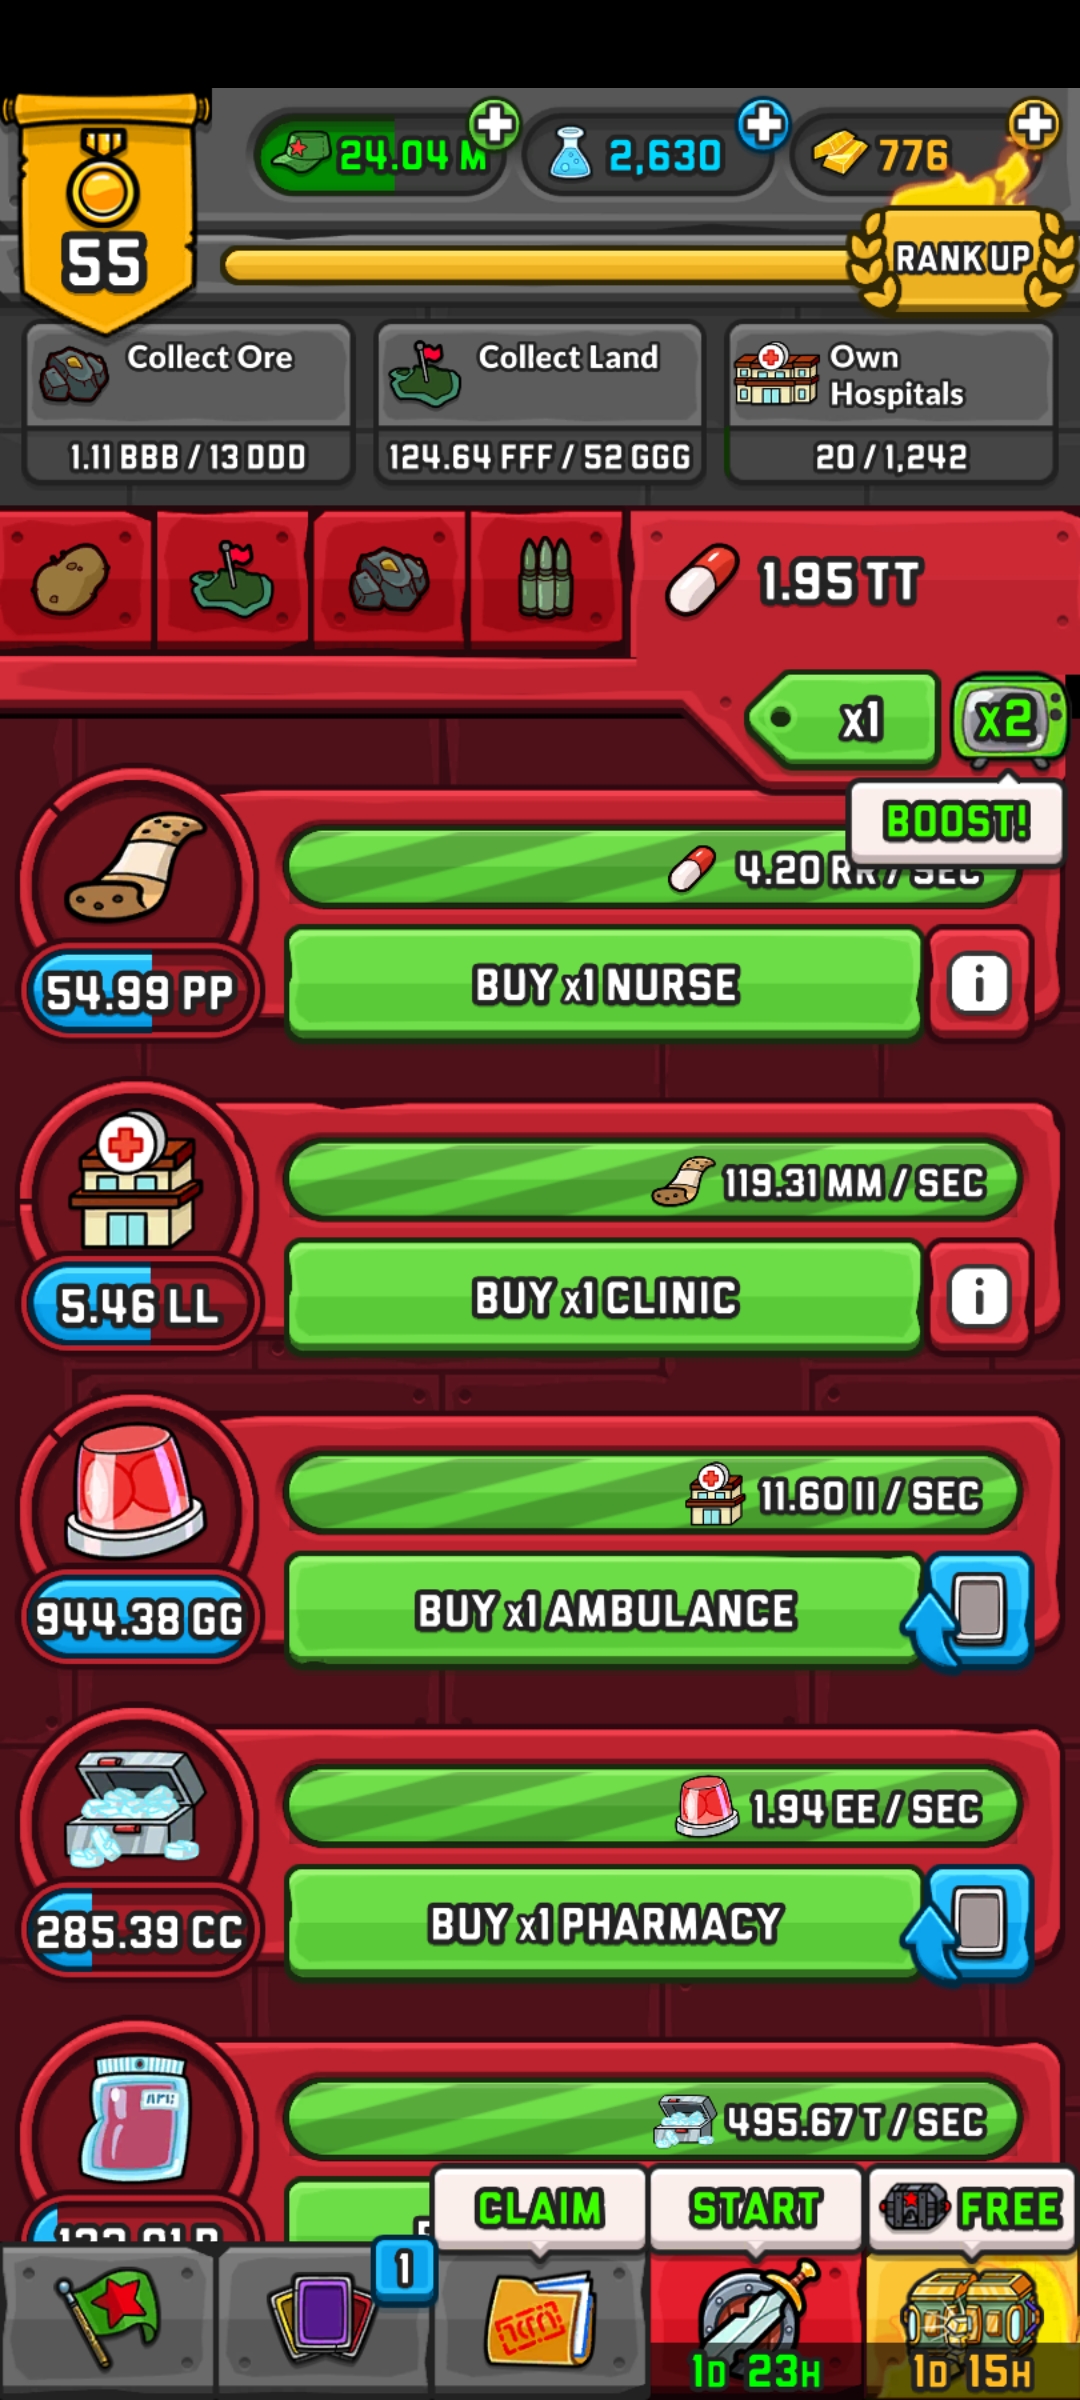 24.04 M
2,630
776
55
RANK UP
Collect Ore
Collect Land
Own
Hospitals
1.11 BBB / 13 DDD
124.64 FFF / 52 GGG
20 / 1,242
1.95 TT
x1
x2
BOOST!
4.20 RR / SEC
54.99 PP
BUY x1 NURSE
i
119.31 MM / SEC
5.46 LL
BUY x1 CLINIC
i
11.60 II / SEC
944.38 GG
BUY x1 AMBULANCE
1.94 EE / SEC
285.39 CC
BUY x1 PHARMACY
495.67 T / SEC
CLAIM
START
FREE
1
1D 23H
1D 15H